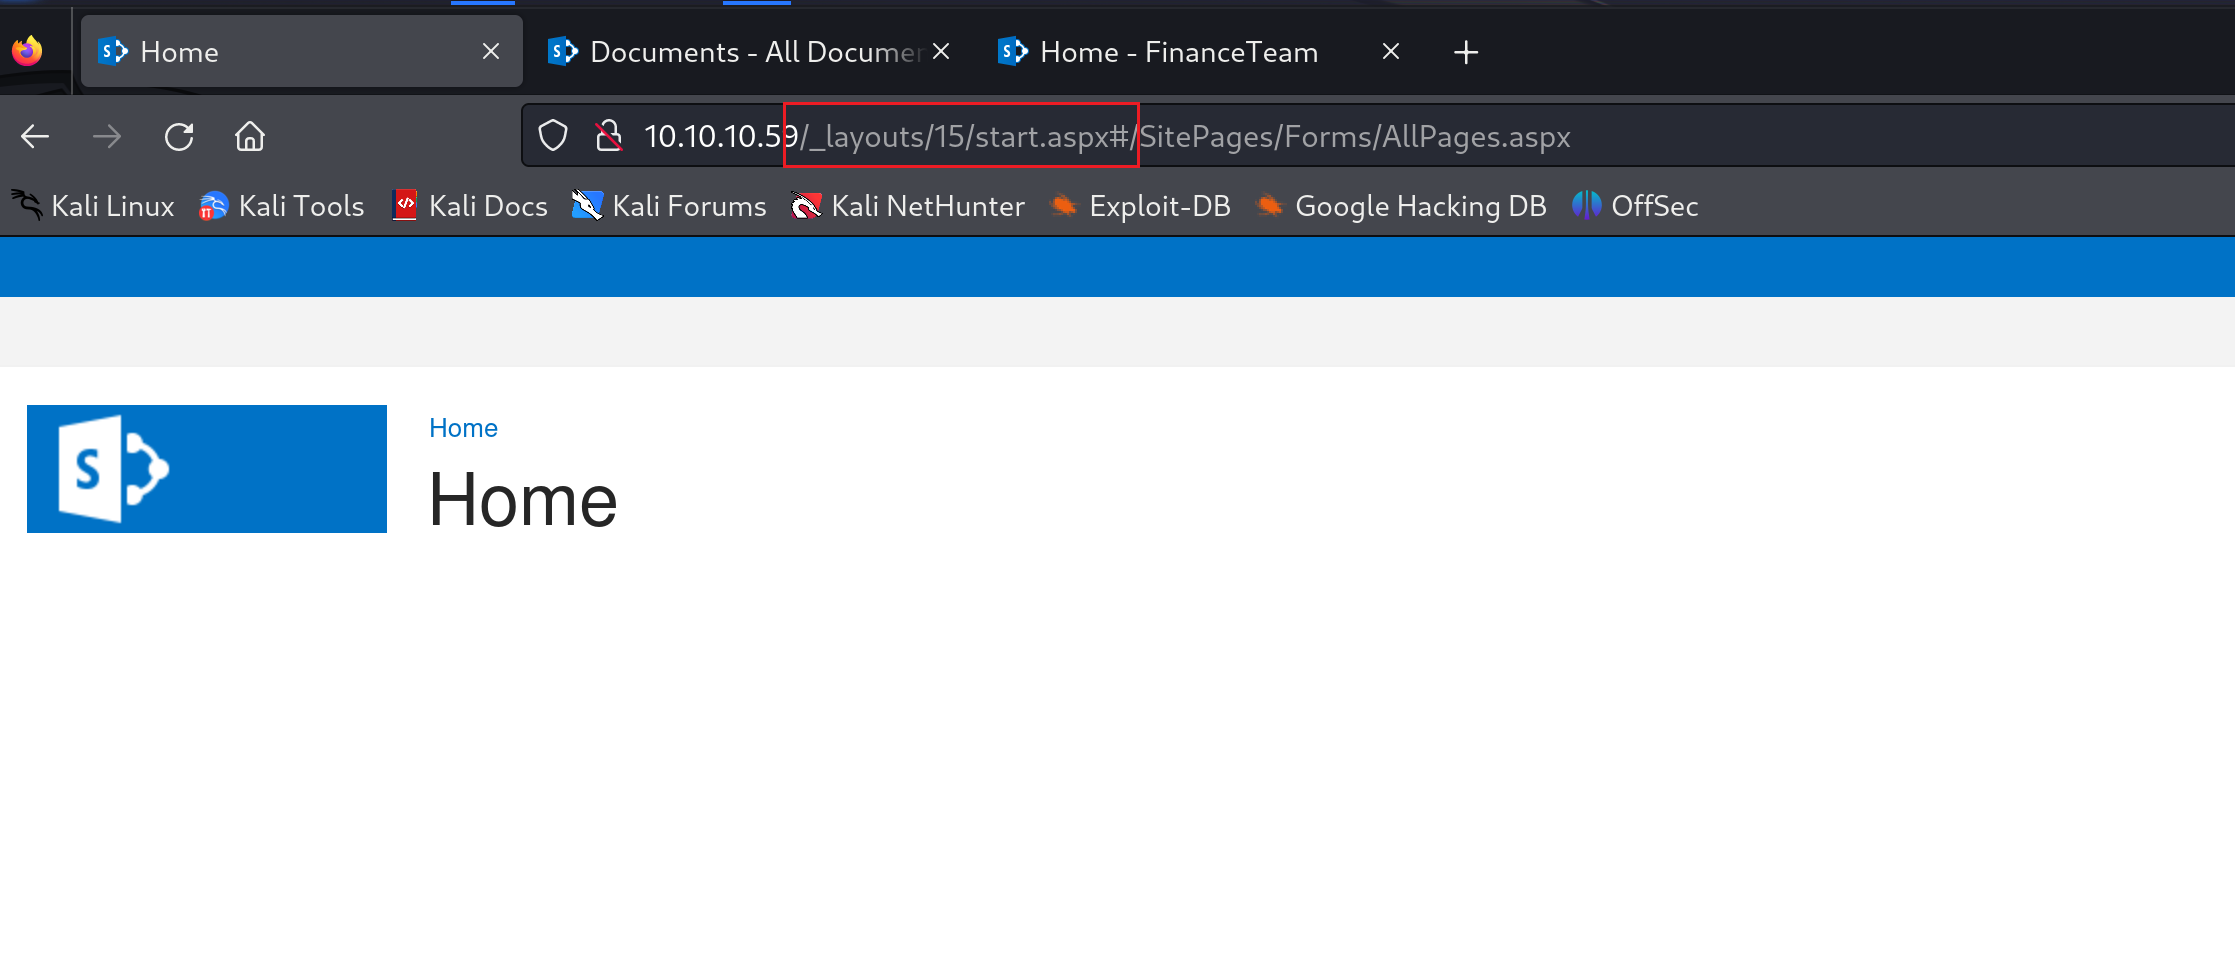 Home
Documents - All Documen
Home - FinanceTeam
10.10.10.59/_layouts/15/start.aspx#/SitePages/Forms/AllPages.aspx
Kali Linux Kali Tools Kali Docs Kali Forums Kali NetHunter Exploit-DB Google Hacking DB OffSec
S
Home
Home